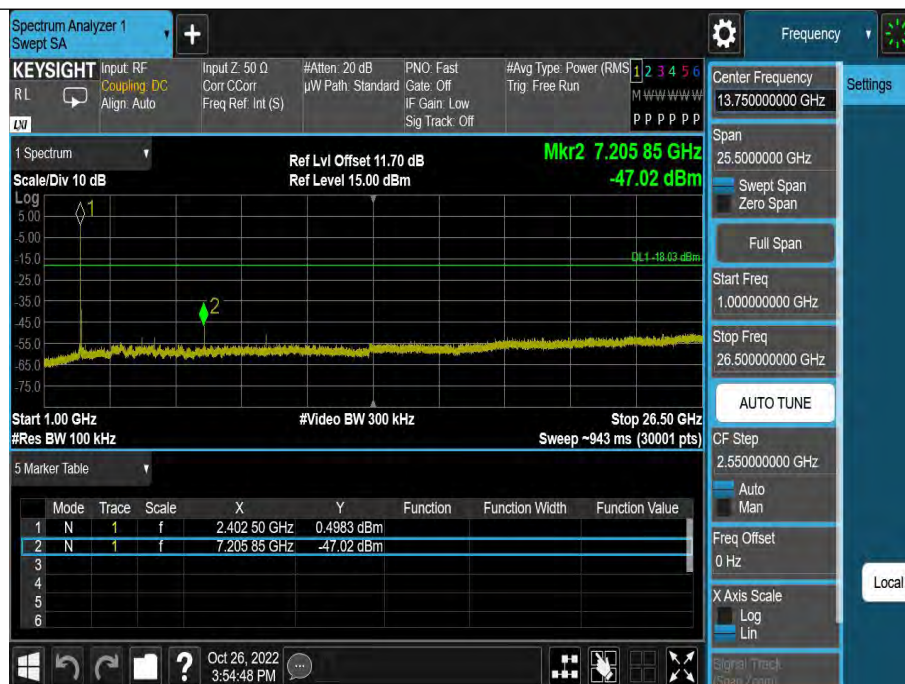 Spectrum Analyzer 1
Swept SA
Frequency
KEYSIGHT
RL
LXI
Input: RF
Coupling: DC
Align: Auto
Input Z: 50 Ω
Corr CCorr
Freq Ref: Int (S)
#Atten: 20 dB
µW Path: Standard
PNO: Fast
Gate: Off
IF Gain: Low
Sig Track: Off
#Avg Type: Power (RMS
Trig: Free Run
1 2 3 4 5 6
M W W W W W
P P P P P P
1 Spectrum
Scale/Div 10 dB
Ref Lvl Offset 11.70 dB
Ref Level 15.00 dBm
Mkr2 7.205 85 GHz
-47.02 dBm
Log
5.00
-5.00
-15.0
-25.0
-35.0
-45.0
-55.0
-65.0
-75.0
1
2
DL1 -18.03 dBm
Start 1.00 GHz
#Video BW 300 kHz
Stop 26.50 GHz
#Res BW 100 kHz
Sweep ~943 ms (30001 pts)
5 Marker Table
Mode Trace Scale X Y Function Function Width Function Value
1 N 1 f 2.402 50 GHz 0.4983 dBm
2 N 1 f 7.205 85 GHz -47.02 dBm
3
4
5
6
Oct 26, 2022
3:54:48 PM
Center Frequency
13.750000000 GHz
Settings
Span
25.5000000 GHz
Swept Span
Zero Span
Full Span
Start Freq
1.000000000 GHz
Stop Freq
26.500000000 GHz
AUTO TUNE
CF Step
2.550000000 GHz
Auto
Man
Freq Offset
0 Hz
Local
X Axis Scale
Log
Lin
Signal Track
(Span Zoom)